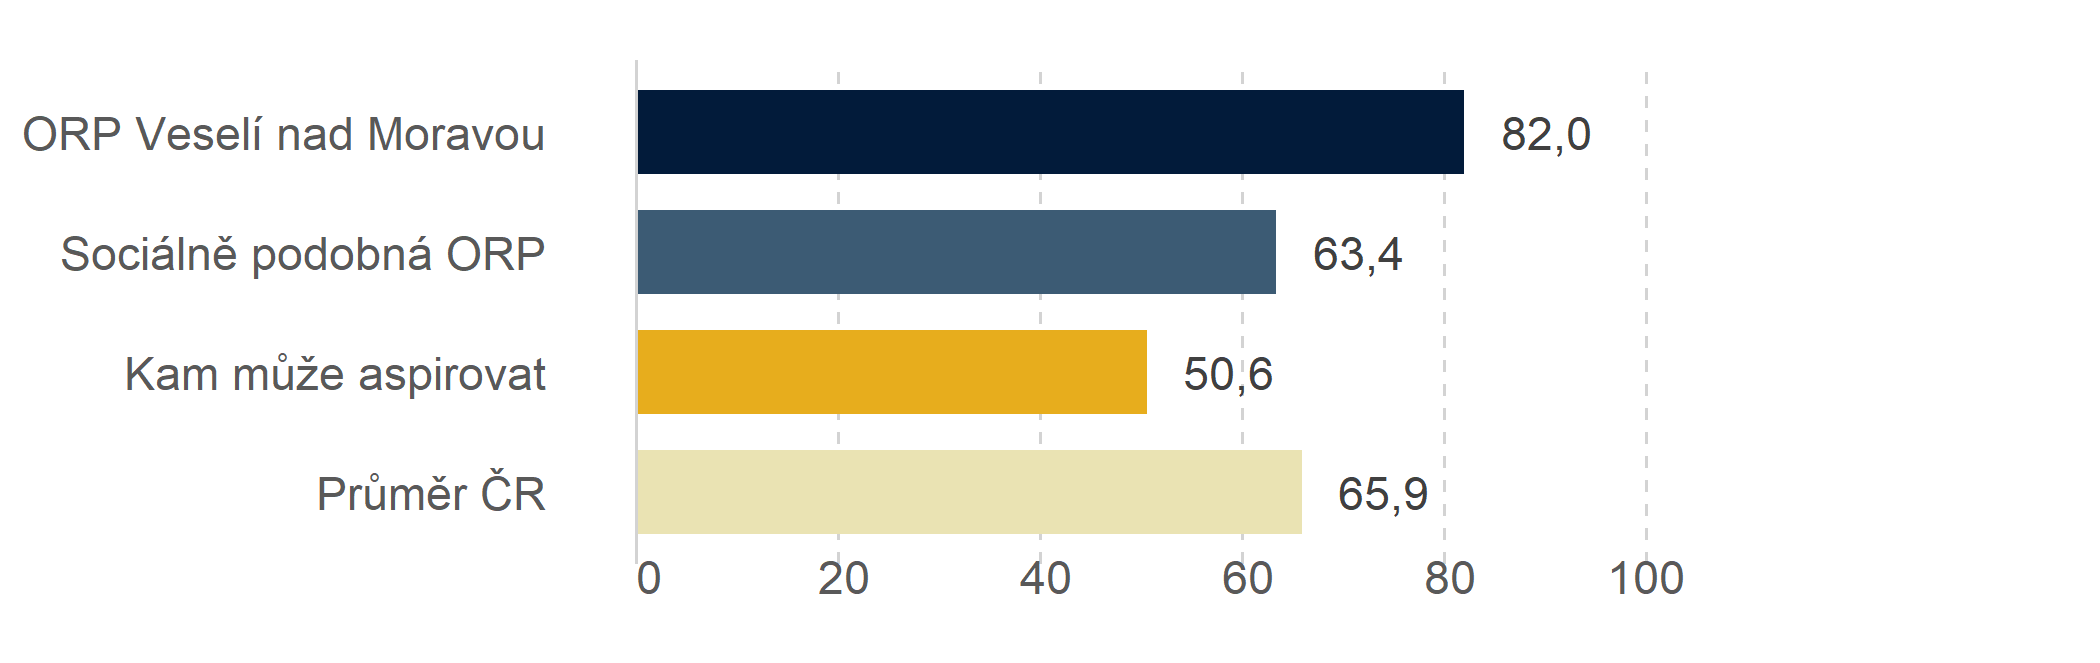 ORP Veselí nad Moravou 82,0
Sociálně podobná ORP 63,4
Kam může aspirovat 50,6
Průměr ČR 65,9
0 20 40 60 80 100